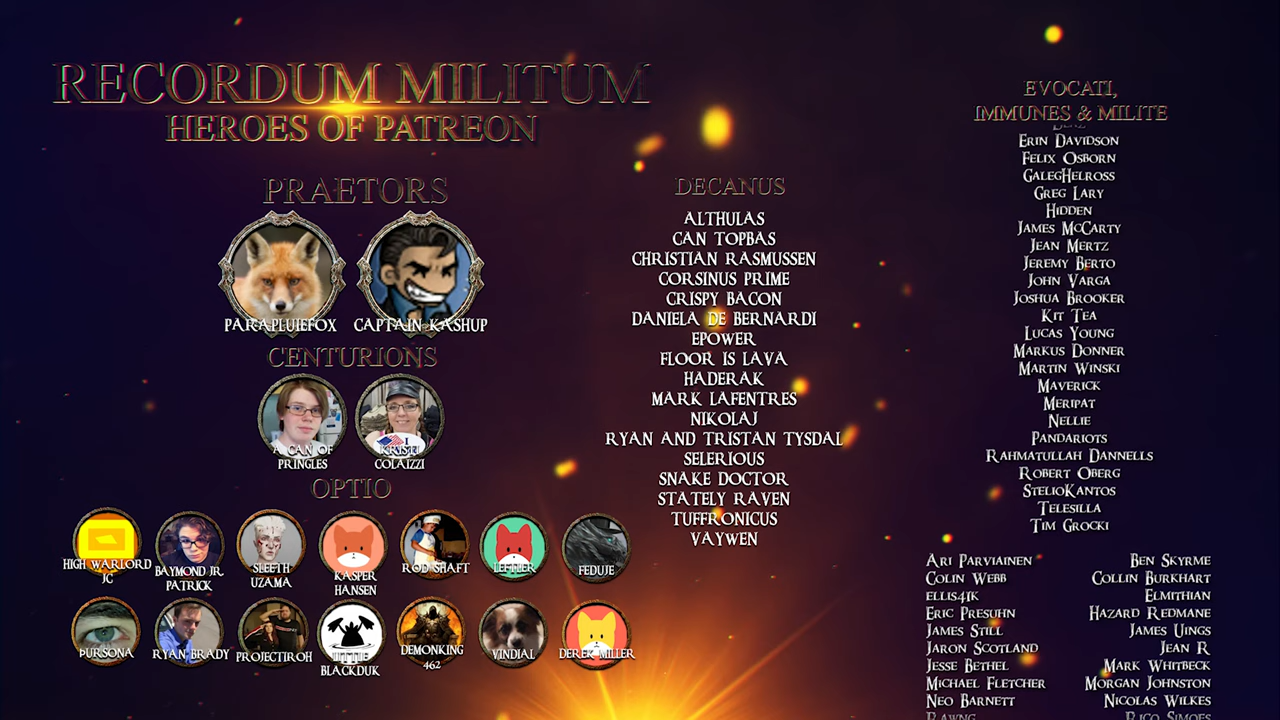 RECORDUM MILITUM
HEROES OF PATREON
PRAETORS
PARAPLUIEFOX
CAPTAIN KASHUP
CENTURIONS
A CAN OF
PRINGLES
KRISTI
COLAIZZI
OPTIO
HIGH WARLORD
JC
BAYMOND JR.
PATRICK
SLEETH
UZAMA
KASPER
HANSEN
ROD SHAFT
LEFTLER
FEDUJE
PURSONA
RYAN BRADY
PROJECTIROH
LITTLE
BLACKDUK
DEMONKING
462
VINDIAL
DEREK MILLER
DECANUS
ALTHULAS
CAN TOPBAS
CHRISTIAN RASMUSSEN
CORSINUS PRIME
CRISPY BACON
DANIELA DE BERNARDI
EPOWER
FLOOR IS LAVA
HADERAK
MARK LAFENTRES
NIKOLAJ
RYAN AND TRISTAN TYSDAL
SELERIOUS
SNAKE DOCTOR
STATELY RAVEN
TUFFRONICUS
VAYWEN
EVOCATI,
IMMUNES & MILITE
ERIN DAVIDSON
FELIX OSBORN
GALEGHELROSS
GREG LARY
HIDDEN
JAMES MCCARTY
JEAN MERTZ
JEREMY BERTO
JOHN VARGA
JOSHUA BROOKER
KIT TEA
LUCAS YOUNG
MARKUS DONNER
MARTIN WINSKI
MAVERICK
MERIPAT
NELLIE
PANDARIOTS
RAHMATULLAH DANNELLS
ROBERT OBERG
STELIOKANTOS
TELESILLA
TIM GROCKI
ARI PARVIAINEN
BEN SKYRME
COLIN WEBB
COLLIN BURKHART
ELLIS41K
ELMITHIAN
ERIC PRESUHN
HAZARD REDMANE
JAMES STILL
JAMES UINGS
JARON SCOTLAND
JEAN R
JESSE BETHEL
MARK WHITBECK
MICHAEL FLETCHER
MORGAN JOHNSTON
NEO BARNETT
NICOLAS WILKES
RAWNG
RICO SIMOES